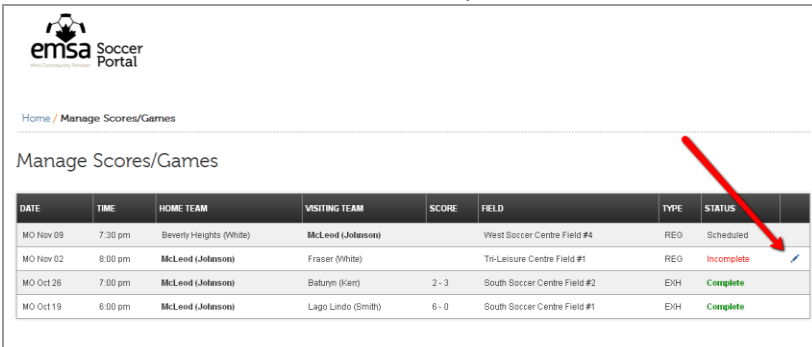 emsa Soccer
Portal
Home / Manage Scores/Games
Manage Scores/Games
DATE TIME HOME TEAM VISITING TEAM SCORE FIELD TYPE STATUS
MO Nov 09 7:30 pm Beverly Heights (White) McLeod (Johnson) West Soccer Centre Field #4 REG Scheduled
MO Nov 02 8:00 pm McLeod (Johnson) Fraser (White) Tri-Leisure Centre Field #1 REG Incomplete
MO Oct 26 7:00 pm McLeod (Johnson) Baturyn (Kerr) 2 - 3 South Soccer Centre Field #2 EXH Complete
MO Oct 19 6:00 pm McLeod (Johnson) Lago Lindo (Smith) 6 - 0 South Soccer Centre Field #1 EXH Complete